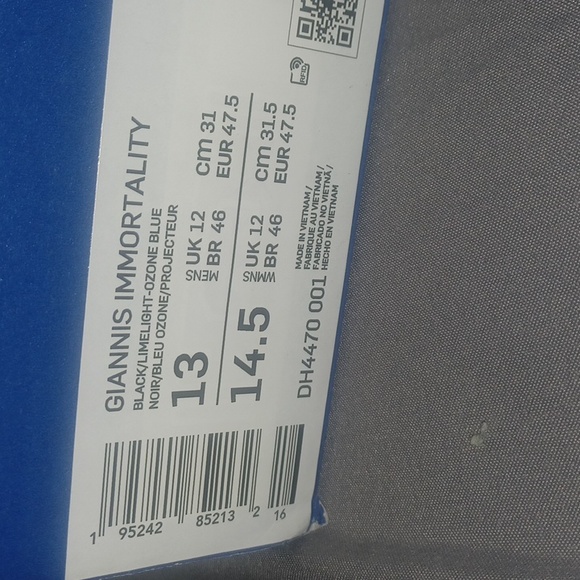 GIANNIS IMMORTALITY
BLACK/LIMELIGHT-OZONE BLUE
NOIR/BLEU OZONE/PROJECTEUR
13
MENS
UK 12
BR 46
cm 31
EUR 47.5
14.5
WMNS
UK 12
BR 46
cm 31.5
EUR 47.5
DH4470 001
MADE IN VIETNAM /
FABRIQUE AU VIETNAM /
FABRICADO NO VIETNÃ /
HECHO EN VIETNAM
RFID
1 95242 85213 2 16